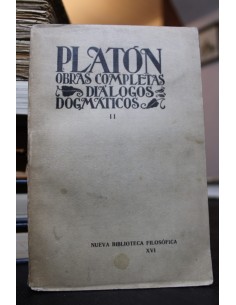 PLATÓN
OBRAS COMPLETAS
DIÁLOGOS
DOGMÁTICOS
II
NUEVA BIBLIOTECA FILOSÓFICA
XVI